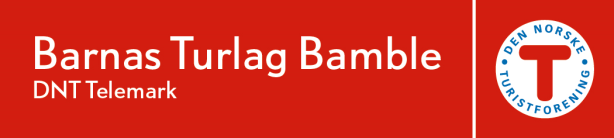 Barnas Turlag Bamble
DNT Telemark
DEN NORSKE
T
TURISTFORENING